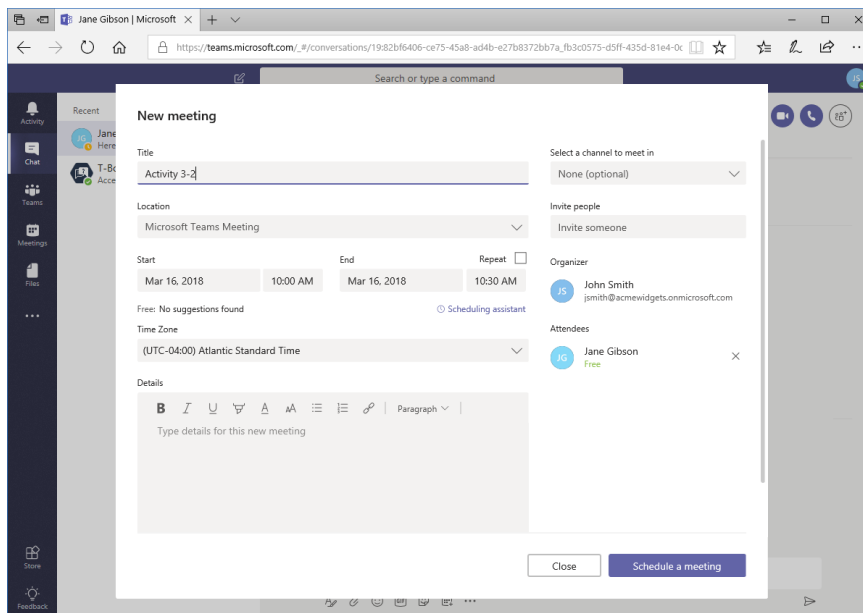 Jane Gibson | Microsoft
https://teams.microsoft.com/_#/conversations/19:82bf6406-ce75-45a8-ad4b-e27b8372bb7a_fb3c0575-d5ff-435d-81e4-0c
Search or type a command
Activity
Chat
Teams
Meetings
Files
Store
Feedback
Recent
JG
Jane
Here
T-Bo
Acce
JS
New meeting
Title
Activity 3-2
Select a channel to meet in
None (optional)
Location
Microsoft Teams Meeting
Invite people
Invite someone
Start
End
Repeat
Mar 16, 2018
10:00 AM
Mar 16, 2018
10:30 AM
Organizer
JS
John Smith
jsmith@acmewidgets.onmicrosoft.com
Free: No suggestions found
Scheduling assistant
Time Zone
(UTC-04:00) Atlantic Standard Time
Attendees
JG
Jane Gibson
Free
Details
B I U A AA Paragraph
Type details for this new meeting
Close
Schedule a meeting
GIF